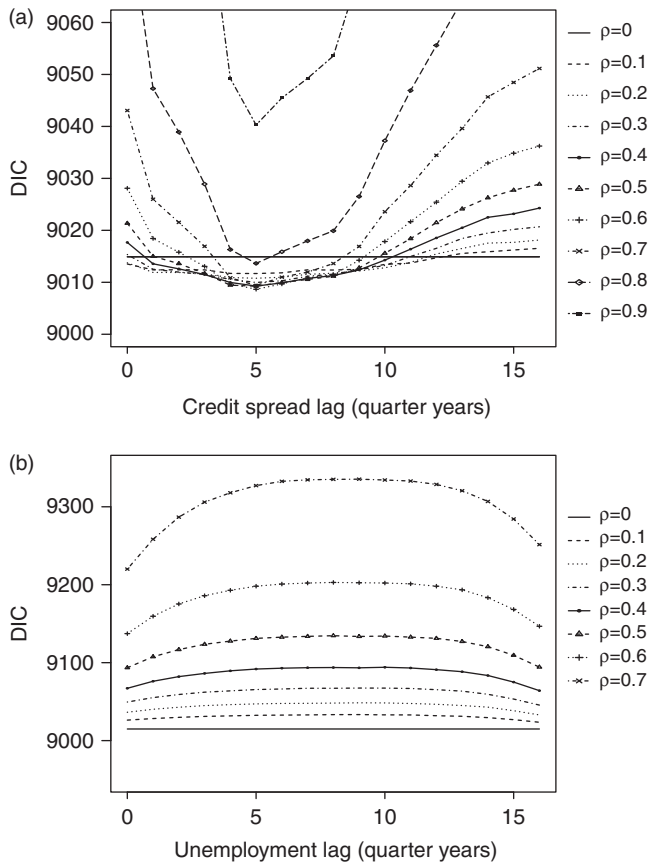 (a)
9060
9050
9040
9030
9020
9010
9000
DIC
0 5 10 15
Credit spread lag (quarter years)
ρ=0
ρ=0.1
ρ=0.2
ρ=0.3
ρ=0.4
ρ=0.5
ρ=0.6
ρ=0.7
ρ=0.8
ρ=0.9
(b)
9300
9200
9100
9000
DIC
0 5 10 15
Unemployment lag (quarter years)
ρ=0
ρ=0.1
ρ=0.2
ρ=0.3
ρ=0.4
ρ=0.5
ρ=0.6
ρ=0.7